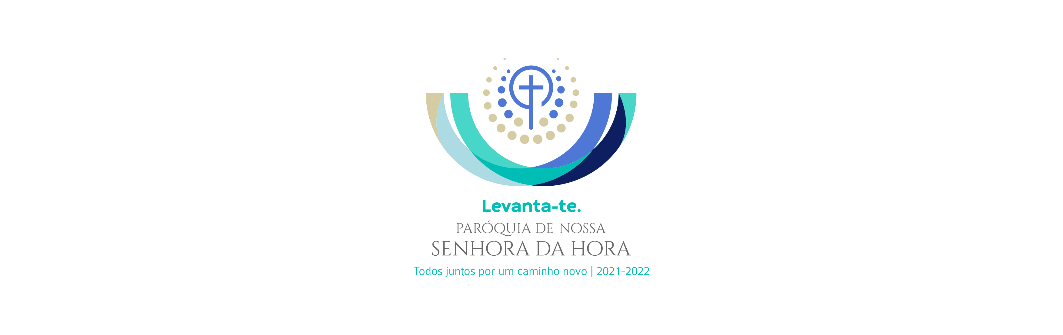 Levanta-te.
PARÓQUIA DE NOSSA
SENHORA DA HORA
Todos juntos por um caminho novo | 2021-2022